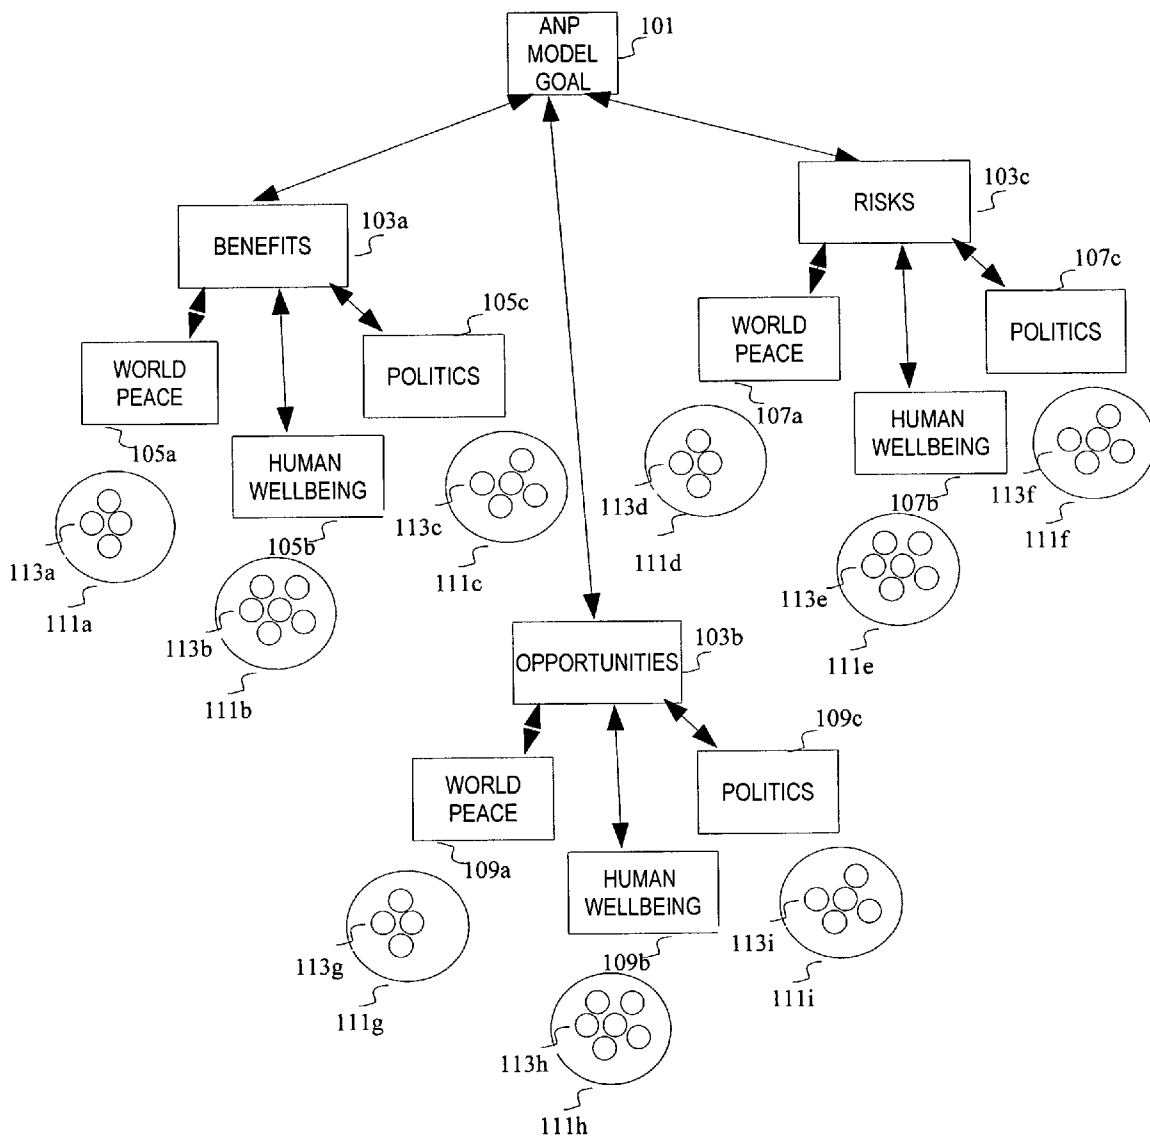 ANP
MODEL
GOAL
101
BENEFITS
103a
RISKS
103c
WORLD
PEACE
105a
HUMAN
WELLBEING
105b
POLITICS
105c
113a
111a
113b
111b
113c
111c
WORLD
PEACE
107a
HUMAN
WELLBEING
107b
POLITICS
107c
113d
111d
113e
111e
113f
111f
OPPORTUNITIES
103b
WORLD
PEACE
109a
HUMAN
WELLBEING
109b
POLITICS
109c
113g
111g
113h
111h
113i
111i